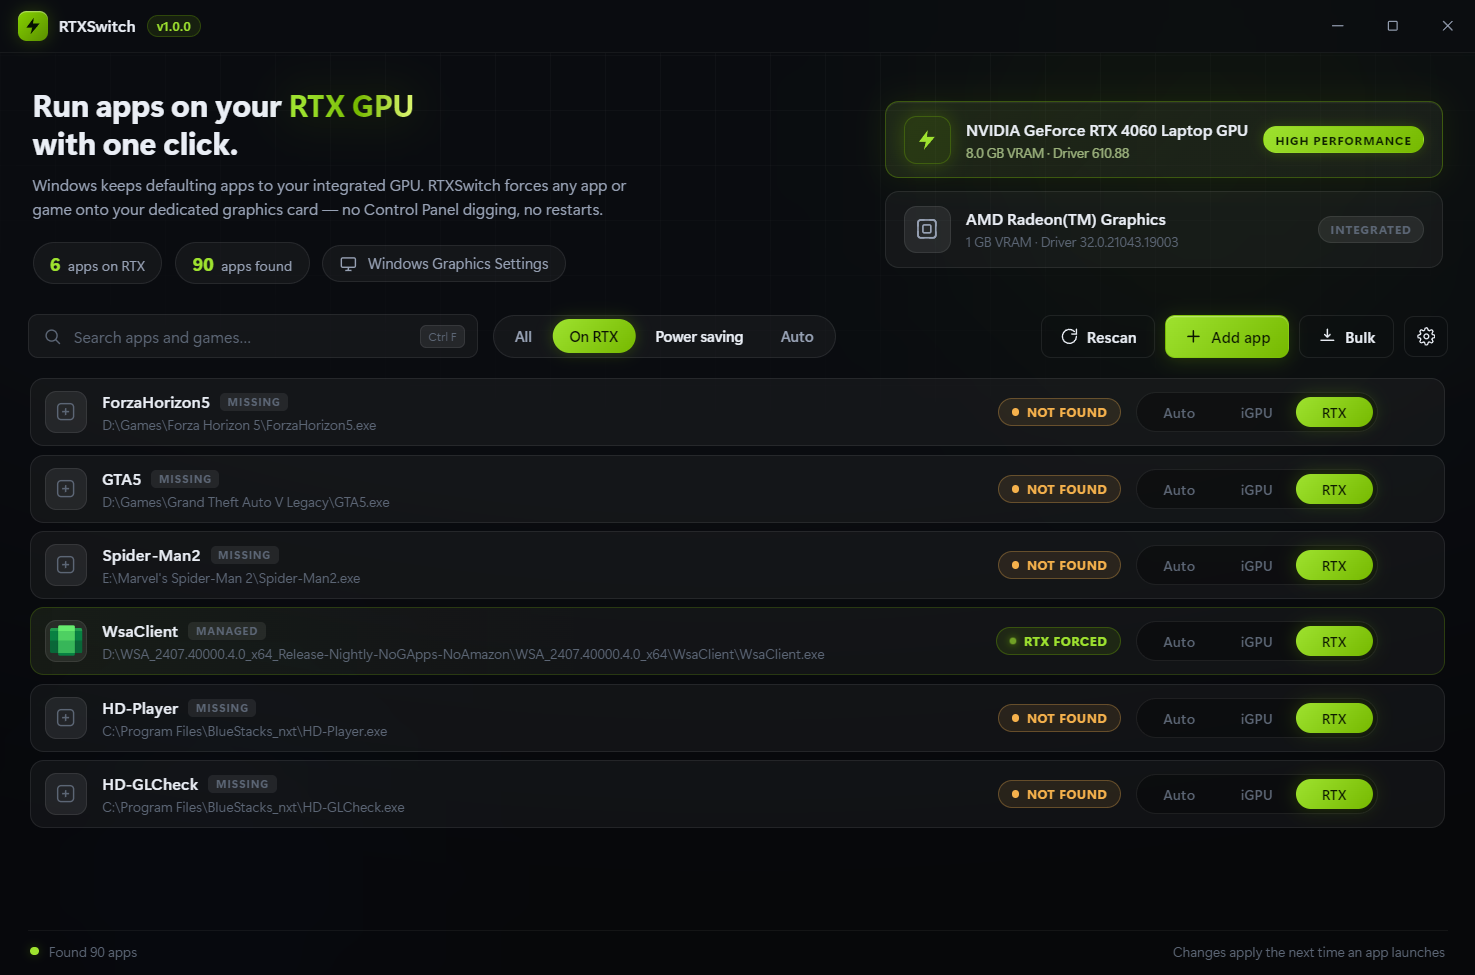 RTXSwitch v1.0.0
Run apps on your RTX GPU
with one click.
Windows keeps defaulting apps to your integrated GPU. RTXSwitch forces any app or
game onto your dedicated graphics card — no Control Panel digging, no restarts.
6 apps on RTX 90 apps found Windows Graphics Settings
NVIDIA GeForce RTX 4060 Laptop GPU HIGH PERFORMANCE
8.0 GB VRAM · Driver 610.88
AMD Radeon(TM) Graphics INTEGRATED
1 GB VRAM · Driver 32.0.21043.19003
Search apps and games... Ctrl F All On RTX Power saving Auto Rescan Add app Bulk
ForzaHorizon5 MISSING NOT FOUND Auto iGPU RTX
D:\Games\Forza Horizon 5\ForzaHorizon5.exe
GTA5 MISSING NOT FOUND Auto iGPU RTX
D:\Games\Grand Theft Auto V Legacy\GTA5.exe
Spider-Man2 MISSING NOT FOUND Auto iGPU RTX
E:\Marvel's Spider-Man 2\Spider-Man2.exe
WsaClient MANAGED RTX FORCED Auto iGPU RTX
D:\WSA_2407.40000.4.0_x64_Release-Nightly-NoGApps-NoAmazon\WSA_2407.40000.4.0_x64\WsaClient\WsaClient.exe
HD-Player MISSING NOT FOUND Auto iGPU RTX
C:\Program Files\BlueStacks_nxt\HD-Player.exe
HD-GLCheck MISSING NOT FOUND Auto iGPU RTX
C:\Program Files\BlueStacks_nxt\HD-GLCheck.exe
Found 90 apps Changes apply the next time an app launches